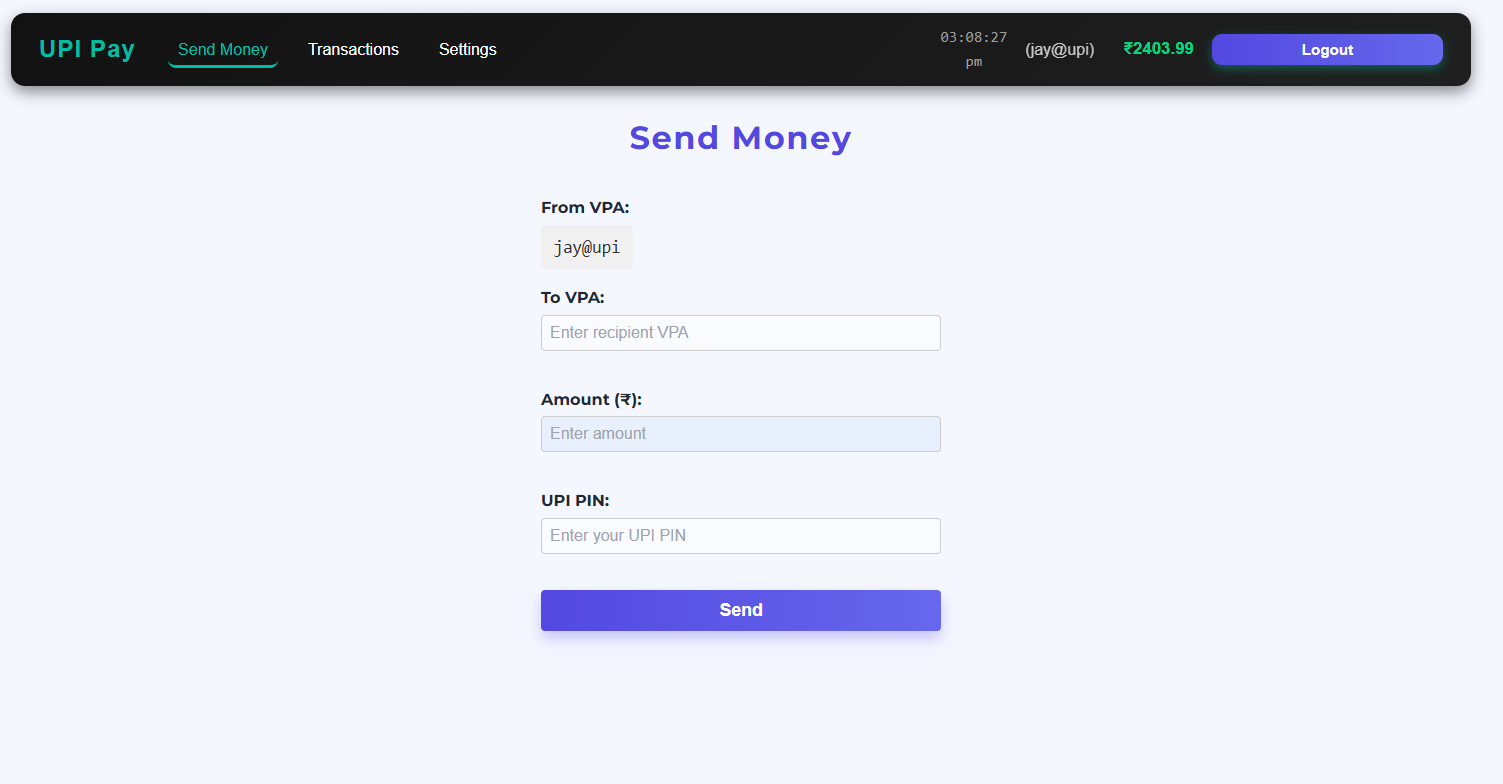 UPI Pay Send Money Transactions Settings 03:08:27 pm (jay@upi) ₹2403.99 Logout
Send Money
From VPA:
jay@upi
To VPA:
Enter recipient VPA
Amount (₹):
Enter amount
UPI PIN:
Enter your UPI PIN
Send